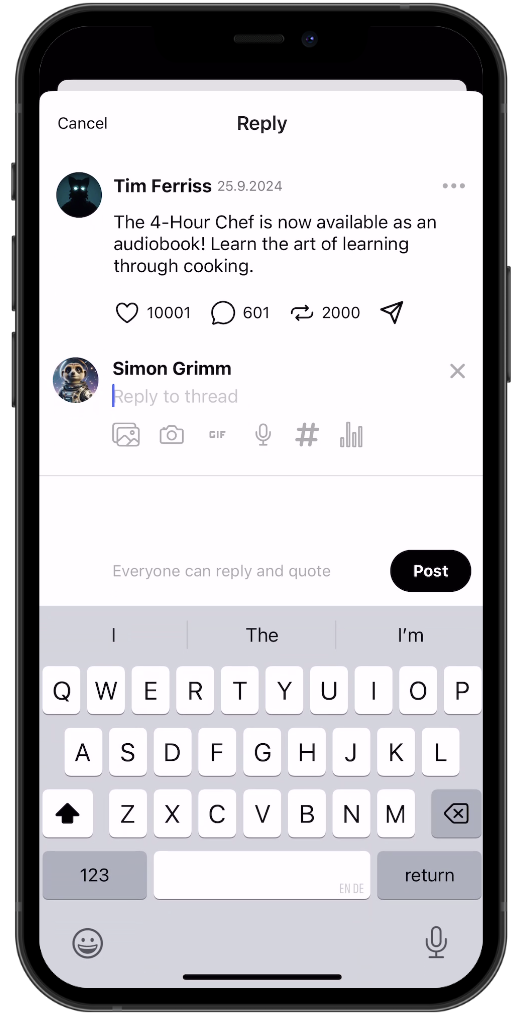 Cancel Reply
Tim Ferriss 25.9.2024
The 4-Hour Chef is now available as an
audiobook! Learn the art of learning
through cooking.
10001 601 2000
Simon Grimm
Reply to thread
GIF #
Everyone can reply and quote Post
I The I'm
Q W E R T Y U I O P
A S D F G H J K L
Z X C V B N M
123 EN DE return